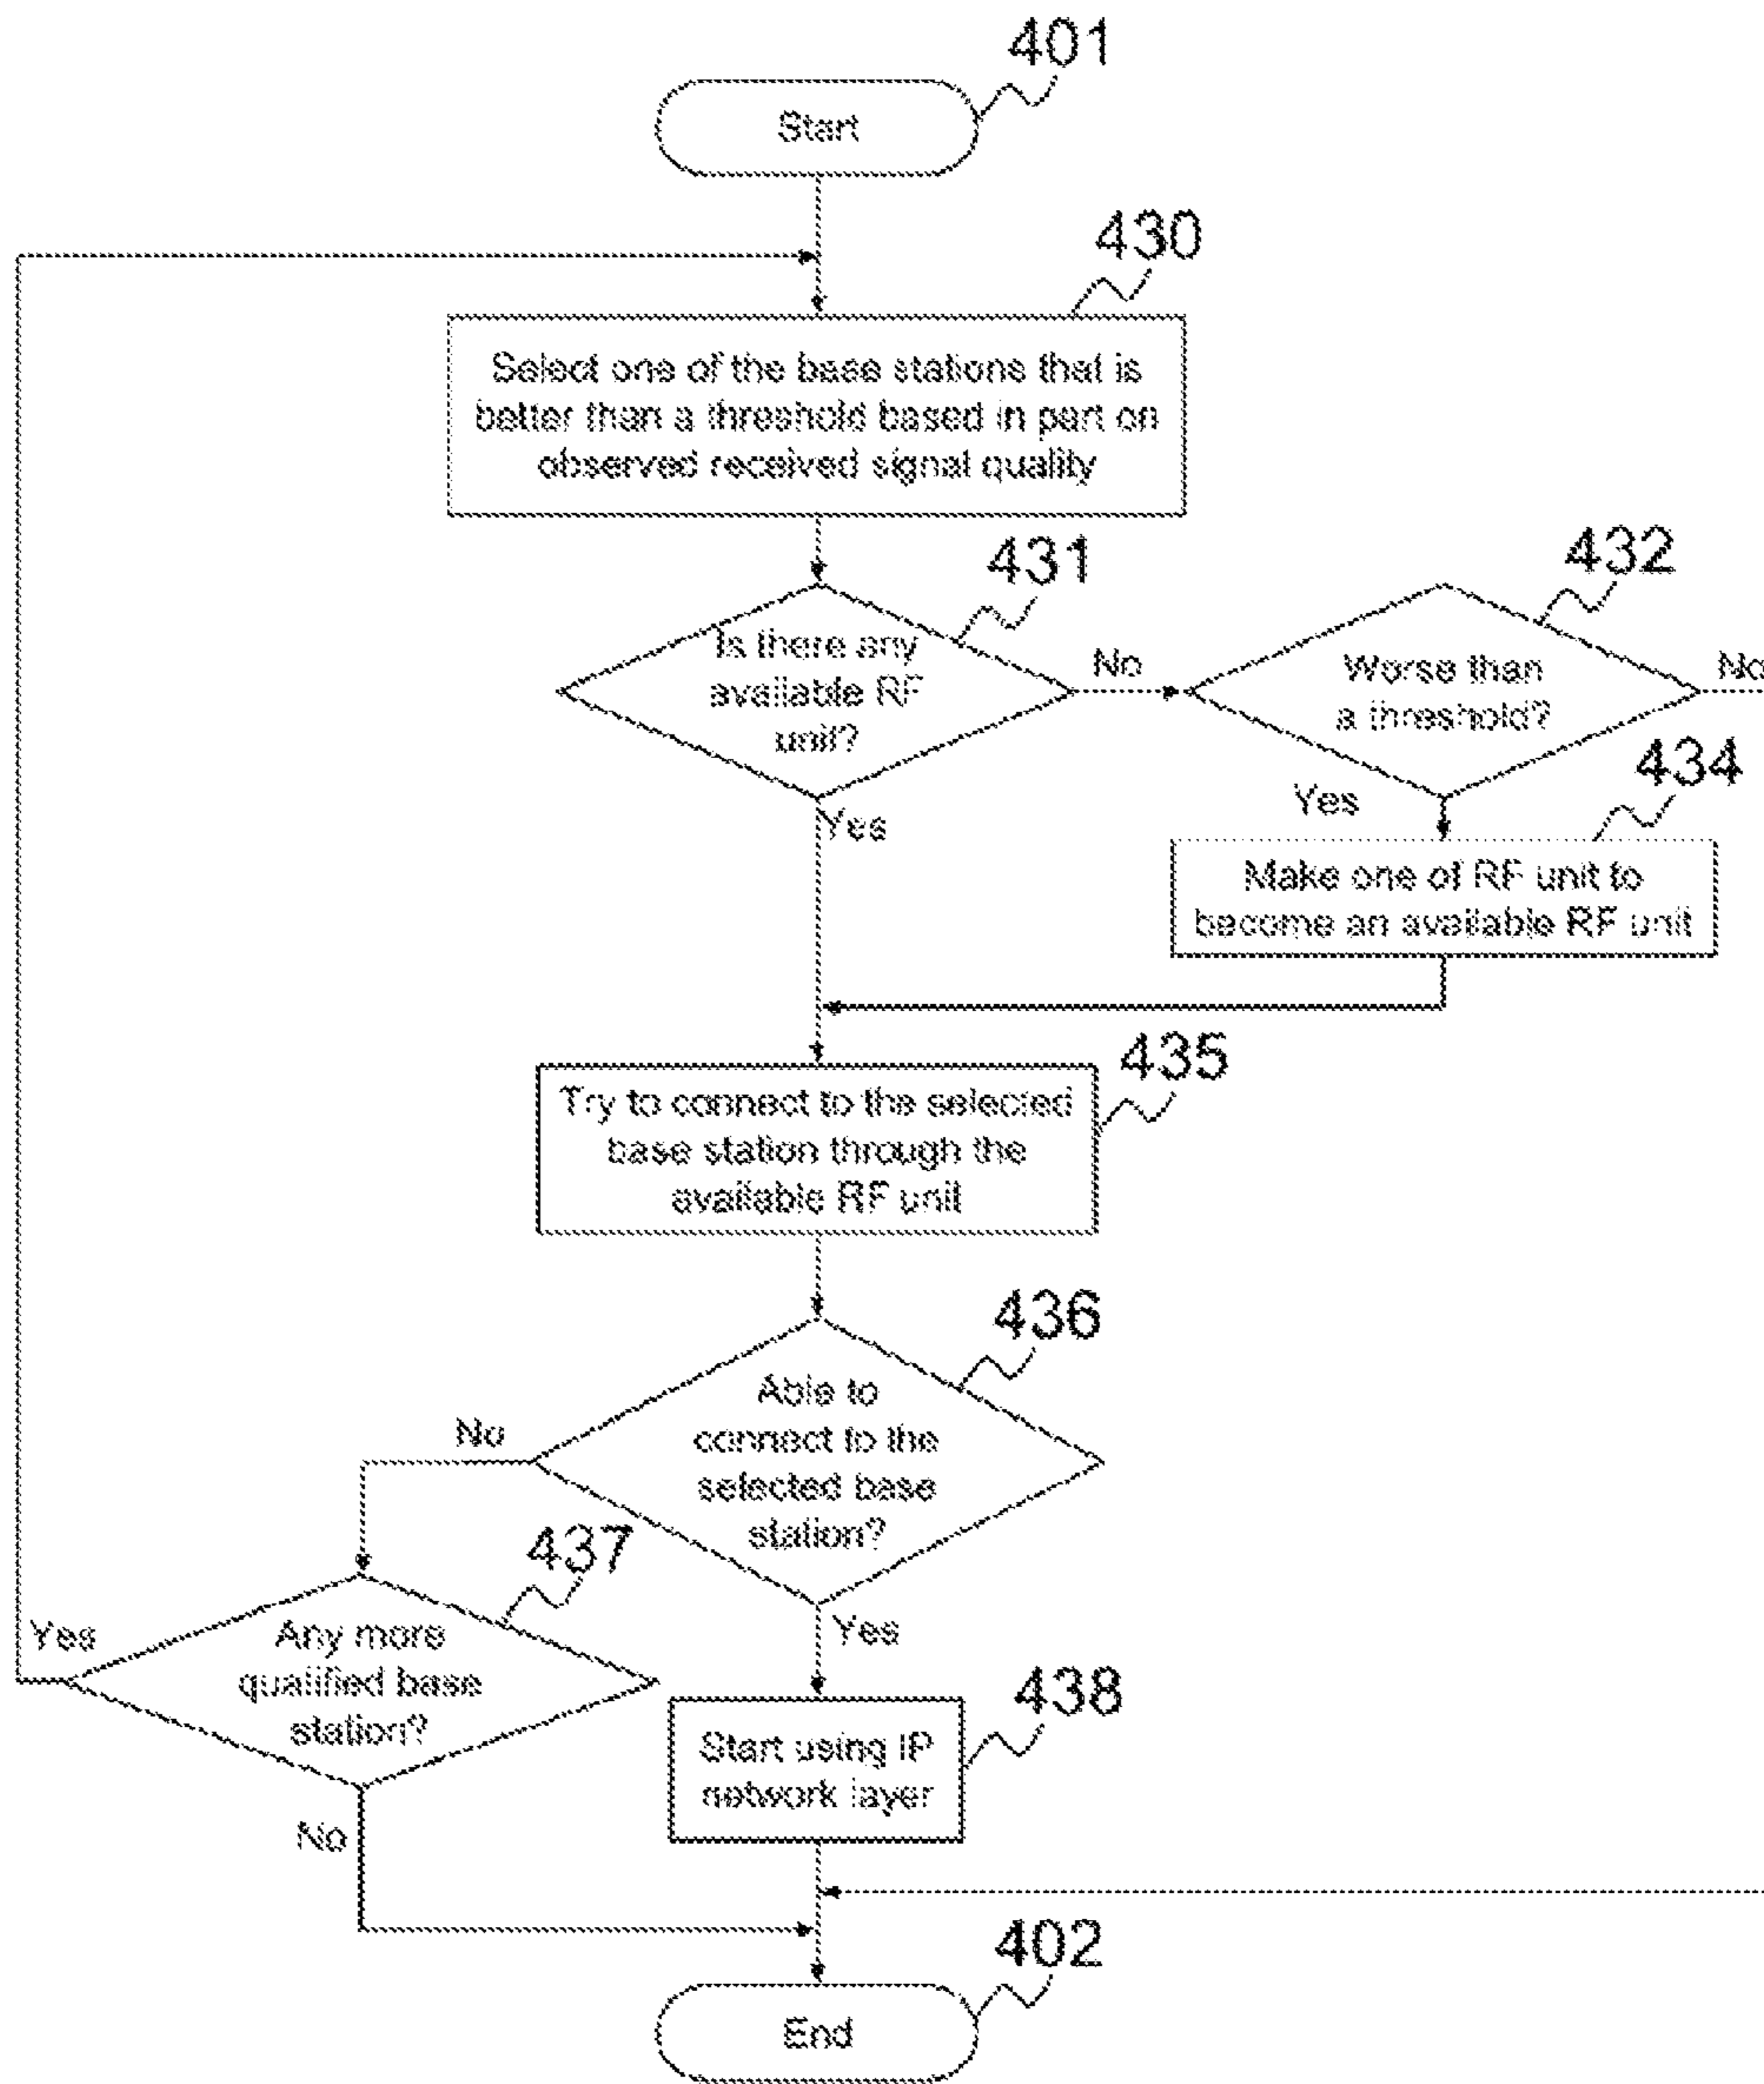 401
Start
430
Select one of the base stations that is
better than a threshold based in part on
observed received signal quality
431
Is there any
available RF
unit?
No
432
Worse than
a threshold?
No
Yes
Yes
434
Make one of RF unit to
become an available RF unit
435
Try to connect to the selected
base station through the
available RF unit
436
Able to
connect to the
selected base
station?
No
437
Yes
Any more
qualified base
station?
Yes
438
Start using IP
network layer
No
402
End